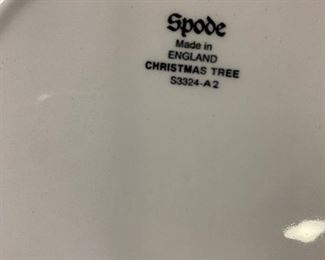 Spode
Made in
ENGLAND
CHRISTMAS TREE
S3324-A2